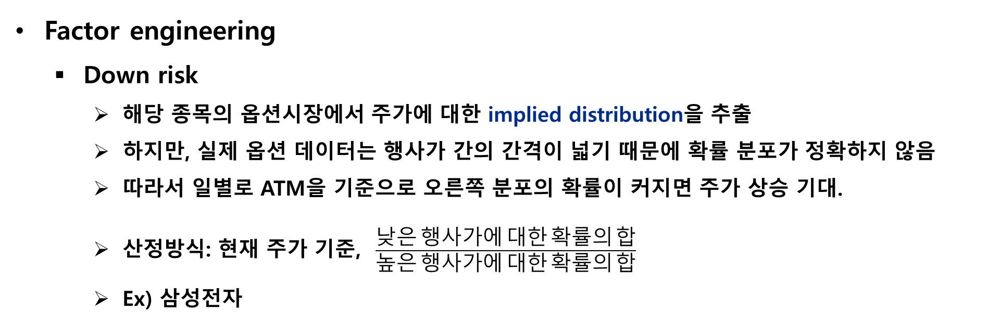 • Factor engineering
▪ Down risk
➢ 해당 종목의 옵션시장에서 주가에 대한 implied distribution을 추출
➢ 하지만, 실제 옵션 데이터는 행사가 간의 간격이 넓기 때문에 확률 분포가 정확하지 않음
➢ 따라서 일별로 ATM을 기준으로 오른쪽 분포의 확률이 커지면 주가 상승 기대.
➢ 산정방식: 현재 주가 기준,
낮은 행사가에 대한 확률의 합
높은 행사가에 대한 확률의 합
➢ Ex) 삼성전자